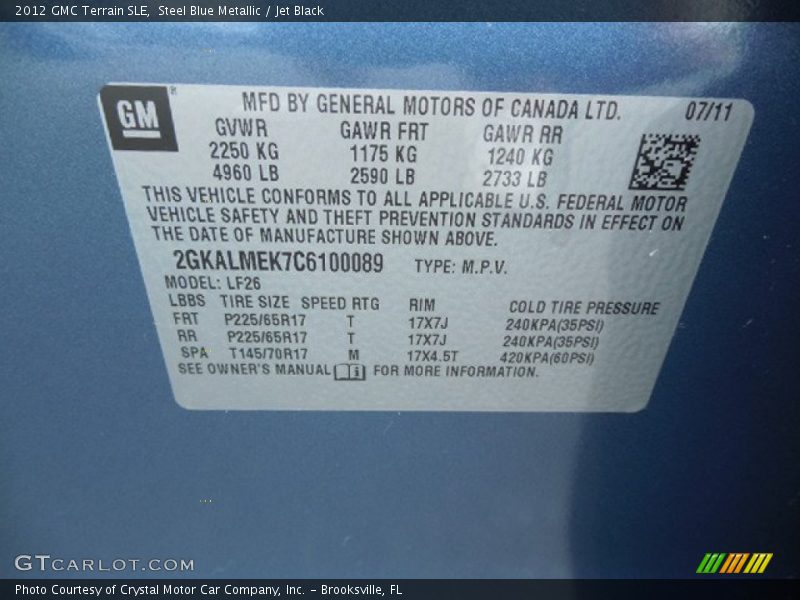 2012 GMC Terrain SLE, Steel Blue Metallic / Jet Black
GM ®
MFD BY GENERAL MOTORS OF CANADA LTD. 07/11
GVWR GAWR FRT GAWR RR
2250 KG 1175 KG 1240 KG
4960 LB 2590 LB 2733 LB
THIS VEHICLE CONFORMS TO ALL APPLICABLE U.S. FEDERAL MOTOR
VEHICLE SAFETY AND THEFT PREVENTION STANDARDS IN EFFECT ON
THE DATE OF MANUFACTURE SHOWN ABOVE.
2GKALMEK7C6100089 TYPE: M.P.V.
MODEL: LF26
LBBS TIRE SIZE SPEED RTG RIM COLD TIRE PRESSURE
FRT P225/65R17 T 17X7J 240KPA(35PSI)
RR P225/65R17 T 17X7J 240KPA(35PSI)
SPA T145/70R17 M 17X4.5T 420KPA(60PSI)
SEE OWNER'S MANUAL i FOR MORE INFORMATION.
GTCARLOT.COM
Photo Courtesy of Crystal Motor Car Company, Inc. – Brooksville, FL